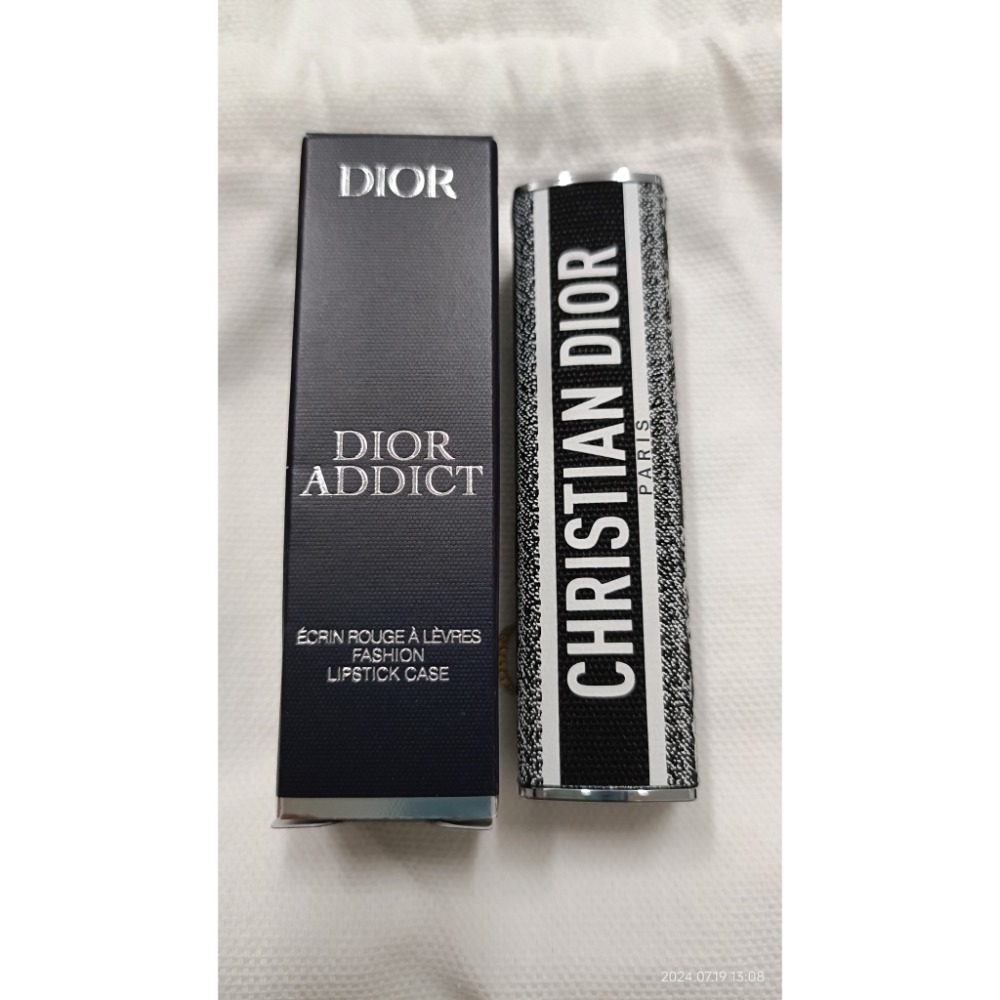 DIOR
DIOR
ADDICT
ÉCRIN ROUGE À LÈVRES
FASHION
LIPSTICK CASE
CHRISTIAN DIOR
PARIS
2024.07.19 13:08